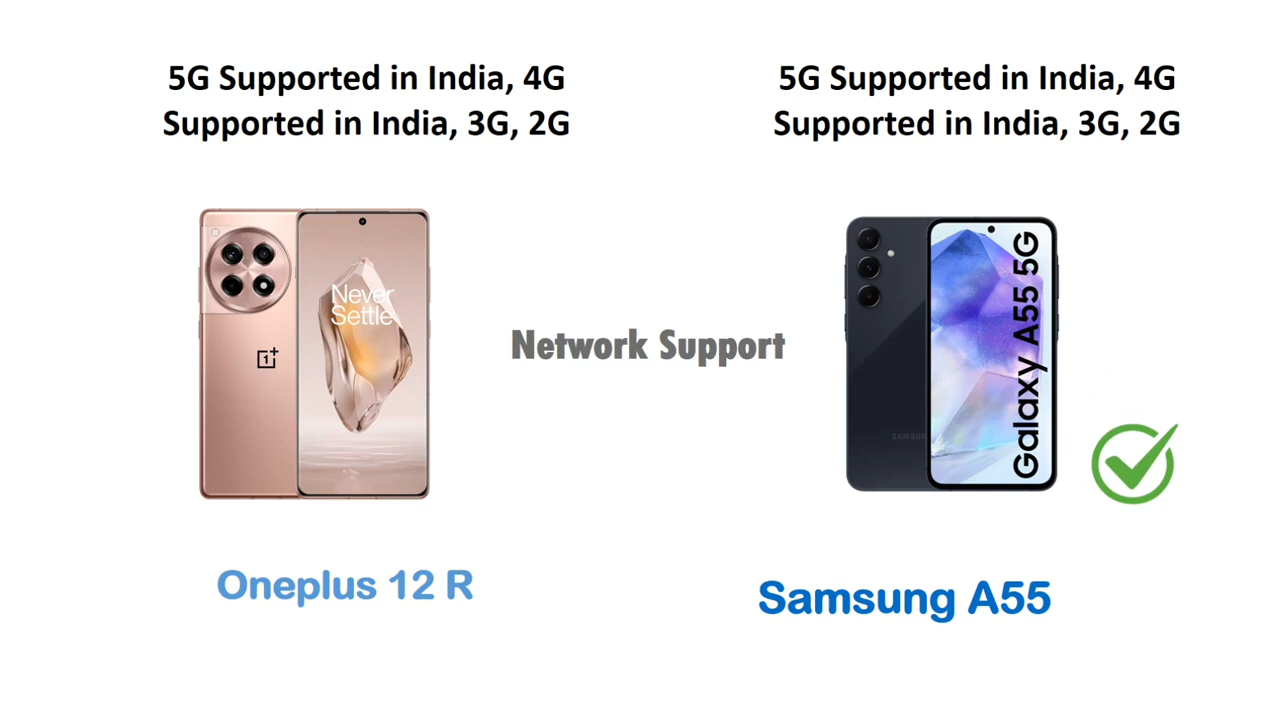 5G Supported in India, 4G
Supported in India, 3G, 2G
5G Supported in India, 4G
Supported in India, 3G, 2G
Never
Settle
Network Support
SAMSUNG
Galaxy A55 5G
Oneplus 12 R
Samsung A55